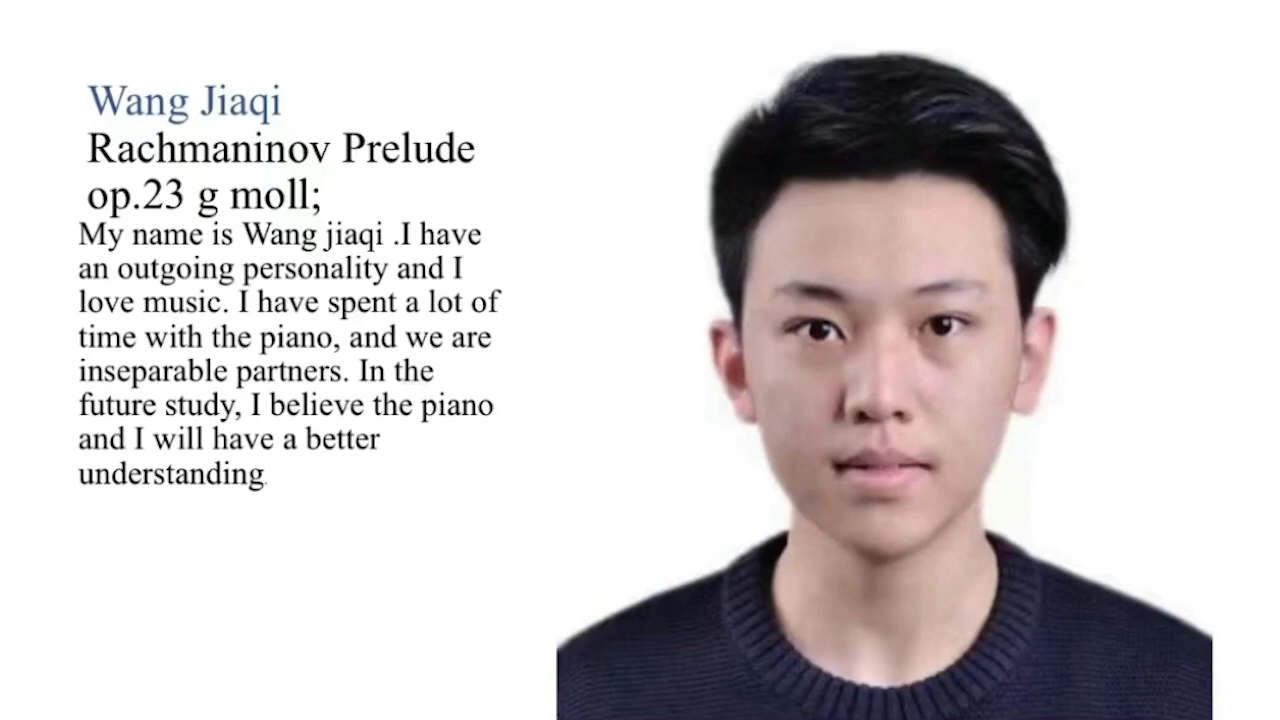 Wang Jiaqi
Rachmaninov Prelude
op.23 g moll;
My name is Wang jiaqi .I have
an outgoing personality and I
love music. I have spent a lot of
time with the piano, and we are
inseparable partners. In the
future study, I believe the piano
and I will have a better
understanding.